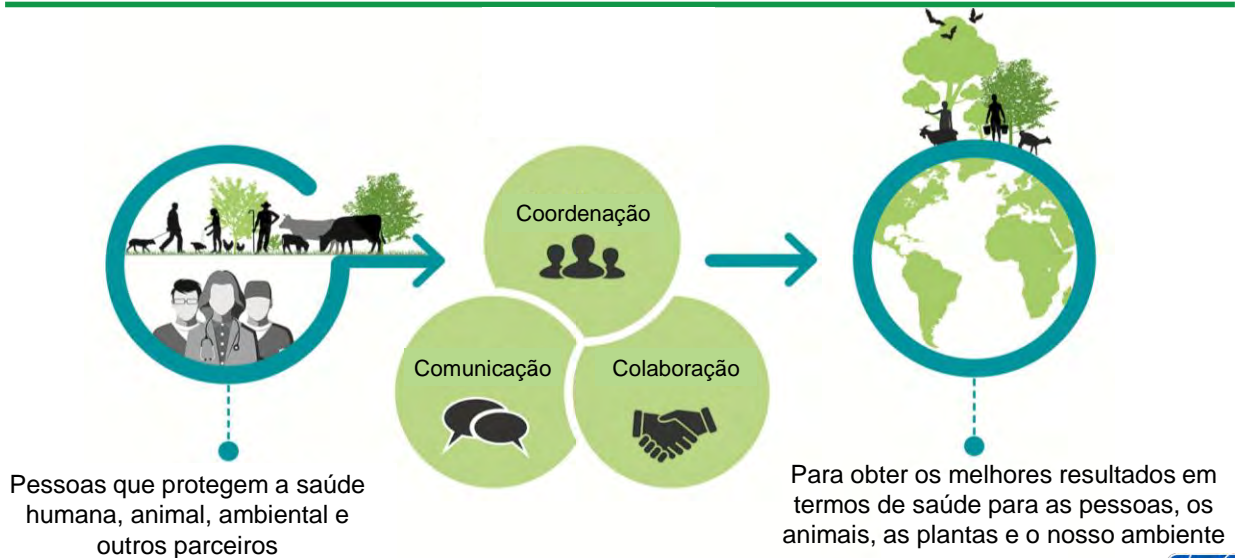 Coordenação
Comunicação
Colaboração
Pessoas que protegem a saúde
humana, animal, ambiental e
outros parceiros
Para obter os melhores resultados em
termos de saúde para as pessoas, os
animais, as plantas e o nosso ambiente